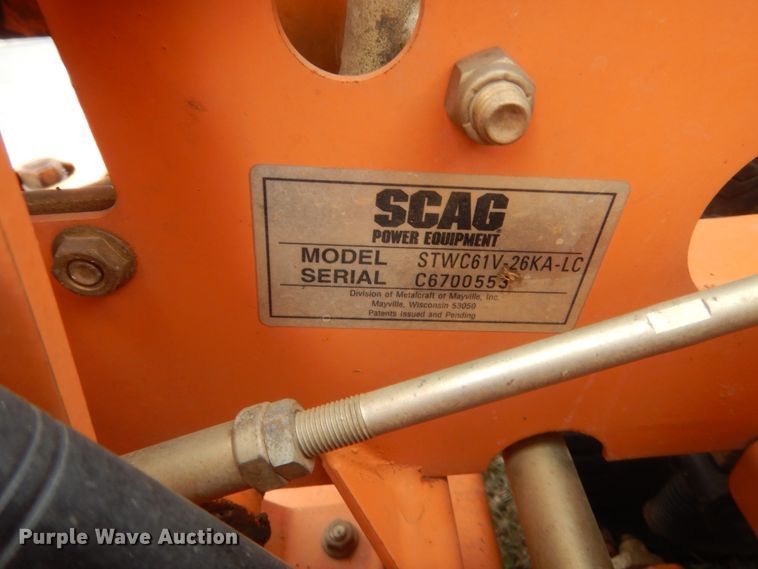 SCAG
POWER EQUIPMENT
MODEL STWC61V-26KA-LC
SERIAL C6700553
Division of Metalcraft of Mayville, Inc.
Mayville, Wisconsin 53050
Patents Issued and Pending
Purple Wave Auction